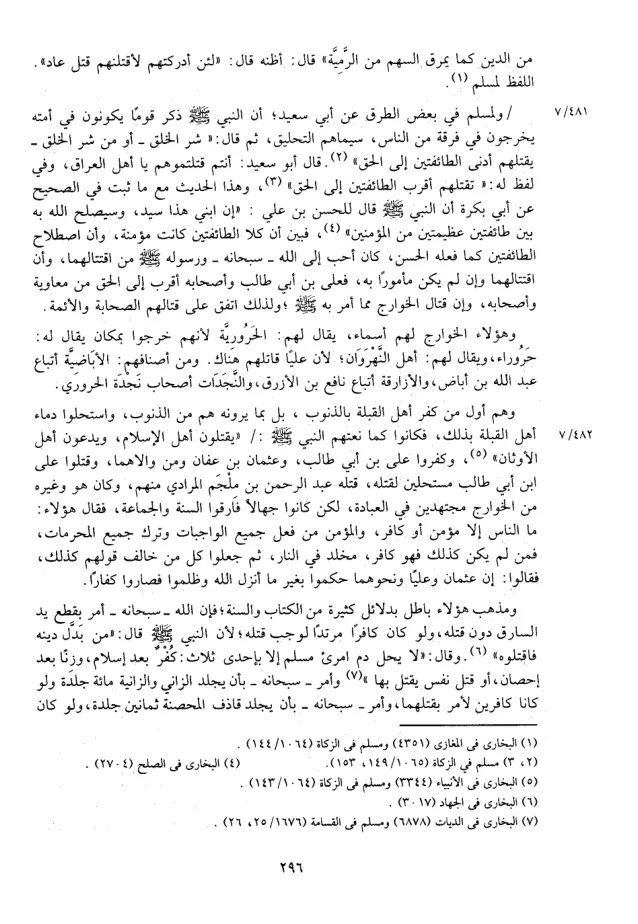 من الدين كما يمرق السهم من الرَّمِيَّة» قال: أظنه قال: «لئن أدركتهم لأقتلنهم قتل عاد».
اللفظ لمسلم (١).
٧/٤٨١
/ ولمسلم في بعض الطرق عن أبي سعيد؛ أن النبي ﷺ ذكر قومًا يكونون في أمته
يخرجون في فرقة من الناس، سيماهم التحليق، ثم قال: « شر الخلق ـ أو من شر الخلق ـ
يقتلهم أدنى الطائفتين إلى الحق» (٢). قال أبو سعيد: أنتم قتلتموهم يا أهل العراق، وفي
لفظ له: « تقتلهم أقرب الطائفتين إلى الحق» (٣)، وهذا الحديث مع ما ثبت في الصحيح
عن أبي بكرة أن النبي ﷺ قال للحسن بن علي : «إن ابني هذا سيد، وسيصلح الله به
بين طائفتين عظيمتين من المؤمنين» (٤)، فبين أن كلا الطائفتين كانت مؤمنة، وأن اصطلاح
الطائفتين كما فعله الحسن، كان أحب إلى الله ـ سبحانه ـ ورسوله ﷺ من اقتتالهما، وأن
اقتتالهما وإن لم يكن مأمورًا به، فعلى بن أبي طالب وأصحابه أقرب إلى الحق من معاوية
وأصحابه، وإن قتال الخوارج مما أمر به ﷺ ؛ ولذلك اتفق على قتالهم الصحابة والأئمة.
وهؤلاء الخوارج لهم أسماء، يقال لهم: الحَرُوريَّة لأنهم خرجوا بمكان يقال له:
حَرُوراء، ويقال لهم: أهل النَّهْرَوَان؛ لأن عليًا قاتلهم هناك. ومن أصنافهم: الأبَاضِيَّة أتباع
عبد الله بن أباض، والأزارقة أتباع نافع بن الأزرق، والنَّجَدَات أصحاب نَجْدَة الحروري.
وهم أول من كفر أهل القبلة بالذنوب ، بل بما يرونه هم من الذنوب، واستحلوا دماء
٧/٤٨٢
أهل القبلة بذلك، فكانوا كما نعتهم النبي ﷺ :/ «يقتلون أهل الإسلام، ويدعون أهل
الأوثان» (٥)، وكفروا على بن أبي طالب، وعثمان بن عفان ومن والاهما، وقتلوا على
ابن أبي طالب مستحلين لقتله، قتله عبد الرحمن بن ملْجَم المرادي منهم، وكان هو وغيره
من الخوارج مجتهدين في العبادة، لكن كانوا جهالاً فارقوا السنة والجماعة، فقال هؤلاء:
ما الناس إلا مؤمن أو كافر، والمؤمن من فعل جميع الواجبات وترك جميع المحرمات،
فمن لم يكن كذلك فهو كافر، مخلد في النار، ثم جعلوا كل من خالف قولهم كذلك،
فقالوا: إن عثمان وعليًا ونحوهما حكموا بغير ما أنزل الله وظلموا فصاروا كفارًا.
ومذهب هؤلاء باطل بدلائل كثيرة من الكتاب والسنة؛ فإن الله ـ سبحانه ـ أمر بقطع يد
السارق دون قتله، ولو كان كافرًا مرتدًا لوجب قتله؛ لأن النبي ﷺ قال: «من بَدَّل دينه
فاقتلوه» (٦). وقال: «لا يحل دم امرئ مسلم إلا بإحدى ثلاث: كُفْرٌ بعد إسلام، وزنًا بعد
إحصان، أو قتل نفس يقتل بها »(٧) وأمر ـ سبحانه ـ بأن يجلد الزاني والزانية مائة جلدة، ولو
كانا كافرين لأمر بقتلهما، وأمر ـ سبحانه ـ بأن يجلد قاذف المحصنة ثمانين جلدة، ولو كان
(١) البخارى فى المغازى (٤٣٥١) ومسلم فى الزكاة (١٠٦٤/ ١٤٤) .
(٢، ٣) مسلم في الزكاة (١٠٦٥/ ١٤٩، ١٥٣). (٤) البخارى فى الصلح (٢٧٠٤) .
(٥) البخارى فى الأنبياء (٣٣٤٤) ومسلم فى الزكاة (١٠٦٤/ ١٤٣) .
(٦) البخارى فى الجهاد (٣٠١٧) .
(٧) البخارى فى الديات (٦٨٧٨) ومسلم فى القسامة (١٦٧٦/ ٢٥، ٢٦) .
٢٩٦